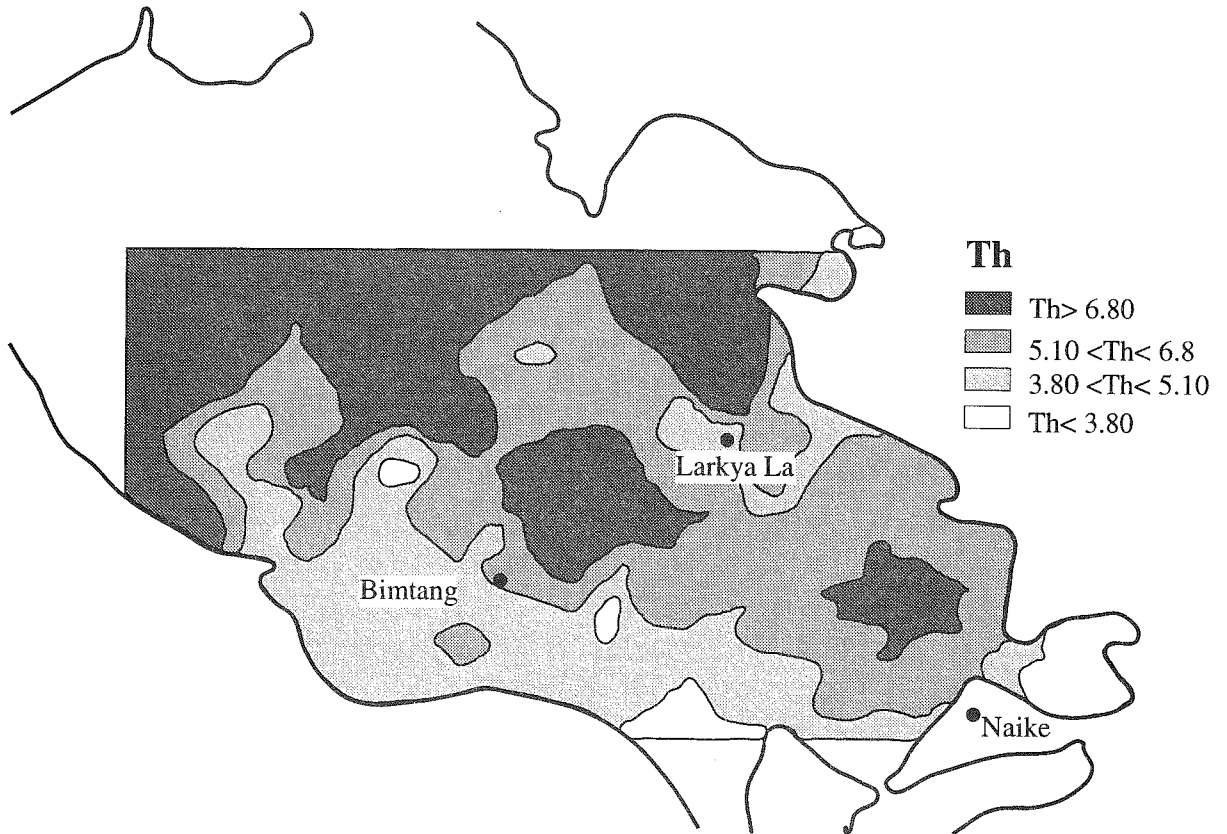 Th
Th> 6.80
5.10 <Th< 6.8
3.80 <Th< 5.10
Th< 3.80
Larkya La
Bimtang
Naike